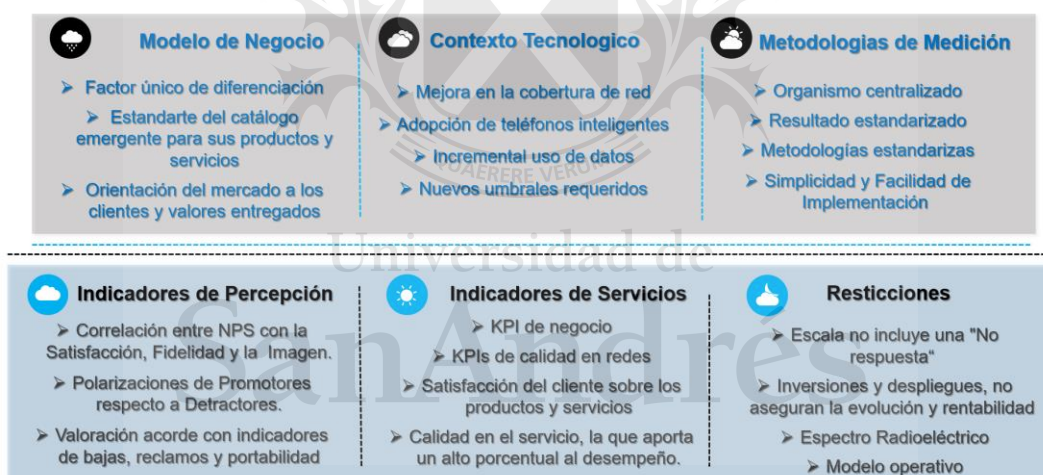 Modelo de Negocio
➢ Factor único de diferenciación
➢ Estandarte del catálogo
emergente para sus productos y
servicios
➢ Orientación del mercado a los
clientes y valores entregados
Contexto Tecnologico
➢ Mejora en la cobertura de red
➢ Adopción de teléfonos inteligentes
➢ Incremental uso de datos
➢ Nuevos umbrales requeridos
Metodologias de Medición
➢ Organismo centralizado
➢ Resultado estandarizado
➢ Metodologías estandarizas
➢ Simplicidad y Facilidad de
Implementación
QUAERERE VERUM
Universidad de
SanAndrés
Indicadores de Percepción
➢ Correlación entre NPS con la
Satisfacción, Fidelidad y la Imagen.
➢ Polarizaciones de Promotores
respecto a Detractores.
➢ Valoración acorde con indicadores
de bajas, reclamos y portabilidad
Indicadores de Servicios
➢ KPI de negocio
➢ KPIs de calidad en redes
➢ Satisfacción del cliente sobre los
productos y servicios
➢ Calidad en el servicio, la que aporta
un alto porcentual al desempeño.
Resticciones
➢ Escala no incluye una "No
respuesta"
➢ Inversiones y despliegues, no
aseguran la evolución y rentabilidad
➢ Espectro Radioeléctrico
➢ Modelo operativo